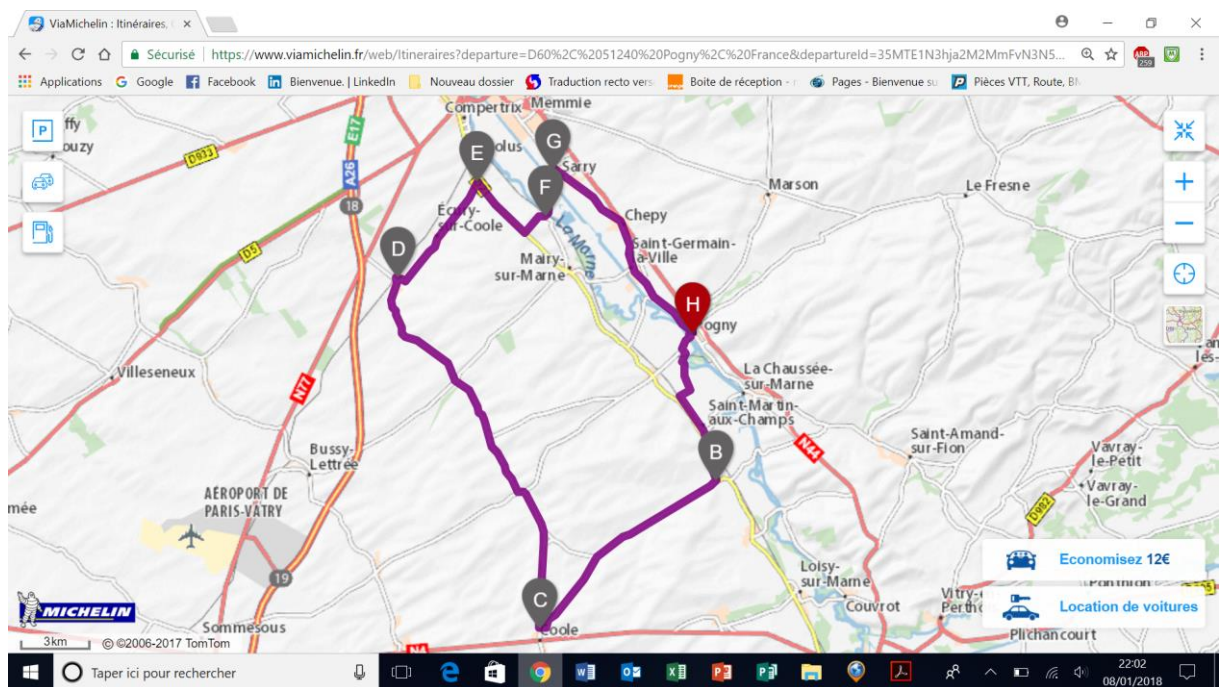 ViaMichelin : Itinéraires,
Sécurisé
https://www.viamichelin.fr/web/Itineraires?departure=D60%2C%2051240%20Pogny%2C%20France&departureId=35MTE1N3hja2M2MmFvN3N5...
ABP
259
Applications
Google
Facebook
Bienvenue. | LinkedIn
Nouveau dossier
Traduction recto vers
Boite de réception -
Pages - Bienvenue su
Pièces VTT, Route,
Compertrix
Memmie
P
E17
D933
A26
18
E
G
Sarry
F
Marson
Le Fresne
Écury-
sur-Coole
La Marne
Chepy
D5
D
Mairy-
sur-Marne
Saint-Germain-
la-Ville
H
N77
Villeseneux
La Chaussée-
sur-Marne
Saint-Martin-
aux-Champs
N44
Saint-Amand-
sur-Fion
B
Bussy-
Lettrée
Vavray-
le-Petit
Vavray-
le-Grand
AÉROPORT DE
PARIS-VATRY
D982
19
C
Loisy-
sur-Marne
Couvrot
Economisez 12€
Location de voitures
MICHELIN
Sommesous
N4
Coole
Plichancourt
3km
© ©2006-2017 TomTom
Taper ici pour rechercher
22:02
08/01/2018